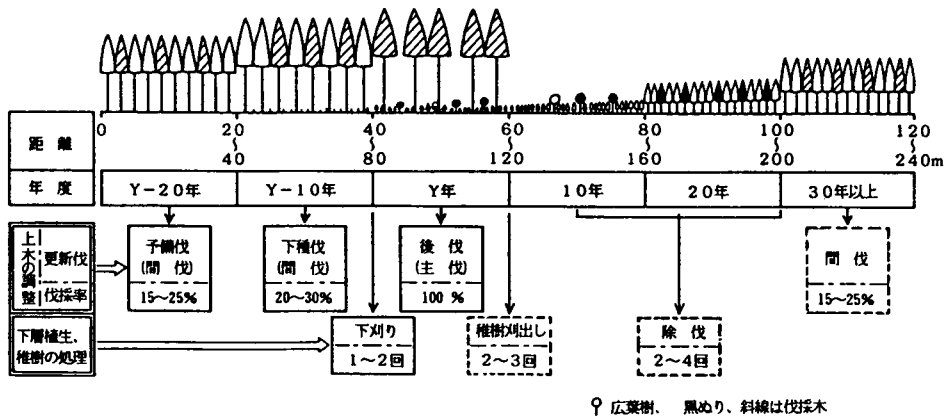 0 20 40 60 80 100 120
距離 40 80 120 160 200 240m
年度 Y-20年 Y-10年 Y年 10年 20年 30年以上
上木の調整
更新伐
伐採率
予備伐
(間伐)
15~25%
下種伐
(間伐)
20~30%
後伐
(主伐)
100%
間伐
15~25%
下層植生、
稚樹の処理
下刈り
1~2回
稚樹刈出し
2~3回
除伐
2~4回
広葉樹、 黒ぬり、斜線は伐採木